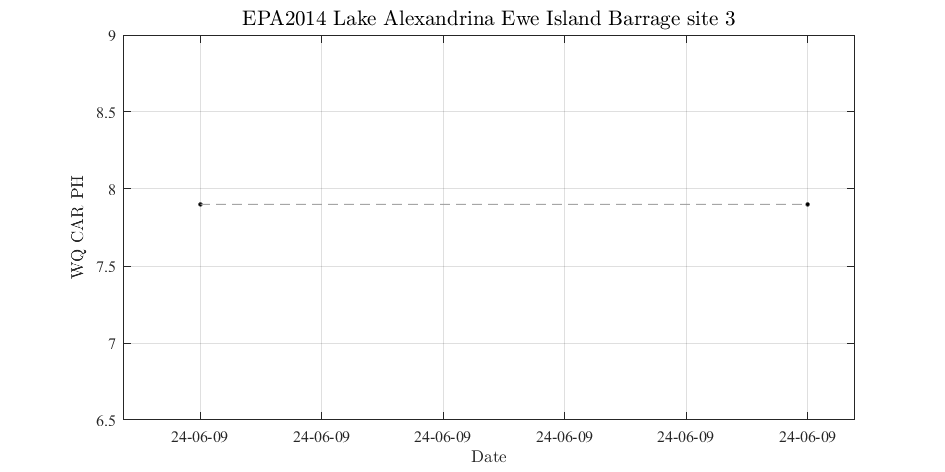 EPA2014 Lake Alexandrina Ewe Island Barrage site 3
9
8.5
8
7.5
7
6.5
WQ CAR PH
24-06-09 24-06-09 24-06-09 24-06-09 24-06-09 24-06-09
Date